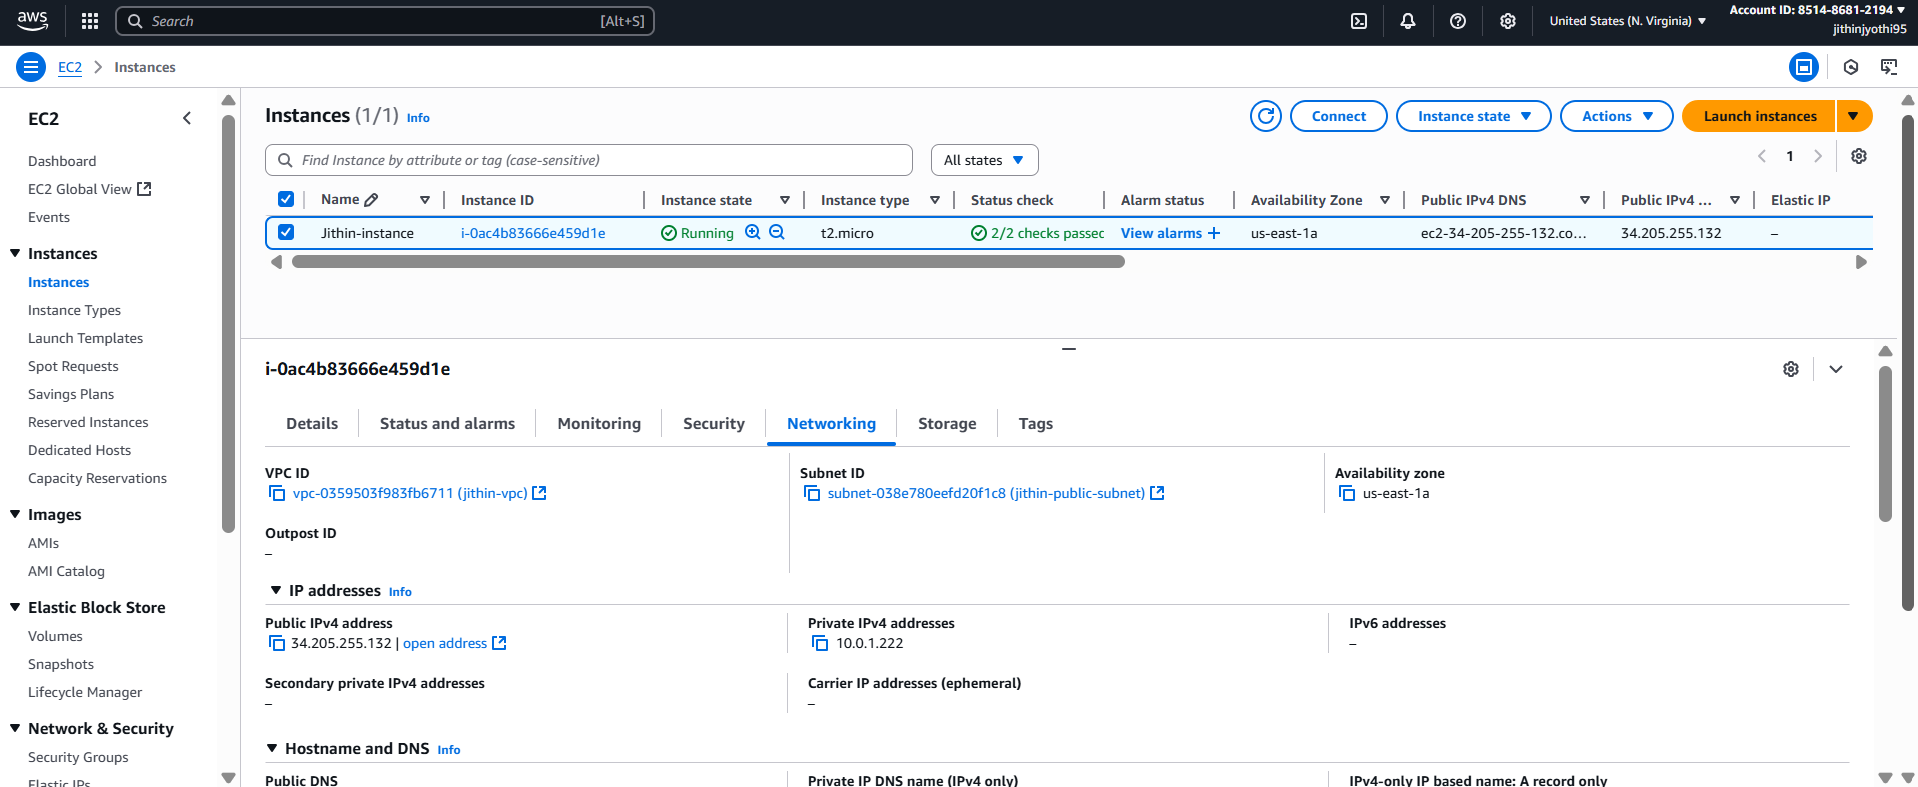 aws Search [Alt+S] United States (N. Virginia) Account ID: 8514-8681-2194
jithinjyothi95
EC2 Instances
EC2
Dashboard
EC2 Global View
Events
Instances
Instances
Instance Types
Launch Templates
Spot Requests
Savings Plans
Reserved Instances
Dedicated Hosts
Capacity Reservations
Images
AMIs
AMI Catalog
Elastic Block Store
Volumes
Snapshots
Lifecycle Manager
Network & Security
Security Groups
Elastic IPs
Instances (1/1) Info Connect Instance state Actions Launch instances
Find Instance by attribute or tag (case-sensitive) All states 1
Name Instance ID Instance state Instance type Status check Alarm status Availability Zone Public IPv4 DNS Public IPv4 ... Elastic IP
Jithin-instance i-0ac4b83666e459d1e Running t2.micro 2/2 checks passec View alarms + us-east-1a ec2-34-205-255-132.co... 34.205.255.132 –
i-0ac4b83666e459d1e
Details Status and alarms Monitoring Security Networking Storage Tags
VPC ID Subnet ID Availability zone
vpc-0359503f983fb6711 (jithin-vpc) subnet-038e780eefd20f1c8 (jithin-public-subnet) us-east-1a
Outpost ID
–
IP addresses Info
Public IPv4 address Private IPv4 addresses IPv6 addresses
34.205.255.132 | open address 10.0.1.222 –
Secondary private IPv4 addresses Carrier IP addresses (ephemeral)
– –
Hostname and DNS Info
Public DNS Private IP DNS name (IPv4 only) IPv4-only IP based name: A record only